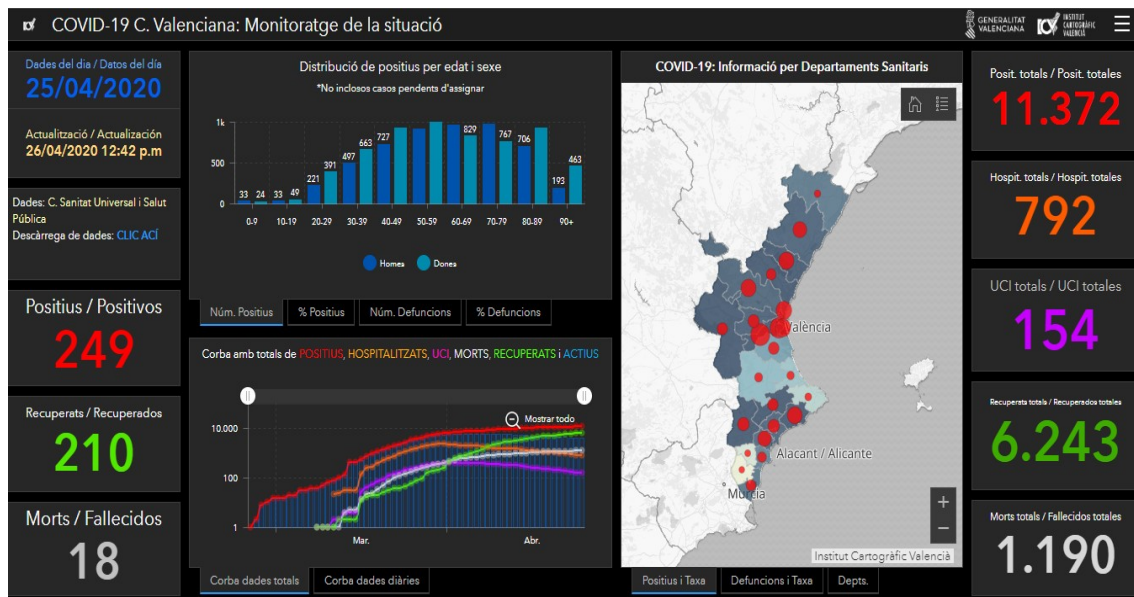 COVID-19 C. Valenciana: Monitoratge de la situació
GENERALITAT
VALENCIANA
INSTITUT
CARTOGRÀFIC
VALENCIÀ
Dades del dia / Datos del día
25/04/2020
Actualització / Actualización
26/04/2020 12:42 p.m
Dades: C. Sanitat Universal i Salut
Pública
Descàrrega de dades: CLIC ACÍ
Positius / Positivos
249
Recuperats / Recuperados
210
Morts / Fallecidos
18
Distribució de positius per edat i sexe
*No inclosos casos pendents d'assignar
1k
500
0
33 24 33 49 221 391 497 663 727 829 767 706 193 463
0-9 10-19 20-29 30-39 40-49 50-59 60-69 70-79 80-89 90+
Homes Dones
Núm. Positius % Positius Núm. Defuncions % Defuncions
Corba amb totals de POSITIUS, HOSPITALITZATS, UCI, MORTS, RECUPERATS i ACTIUS
Mostrar todo
10.000
100
1
Mar. Abr.
Corba dades totals Corba dades diàries
COVID-19: Informació per Departaments Sanitaris
València
Alacant / Alicante
Murcia
Institut Cartogràfic Valencià
Positius i Taxa Defuncions i Taxa Depts.
Posit. totals / Posit. totales
11.372
Hospit. totals / Hospit. totales
792
UCI totals / UCI totales
154
Recuperats totals / Recuperados totales
6.243
Morts totals / Fallecidos totales
1.190